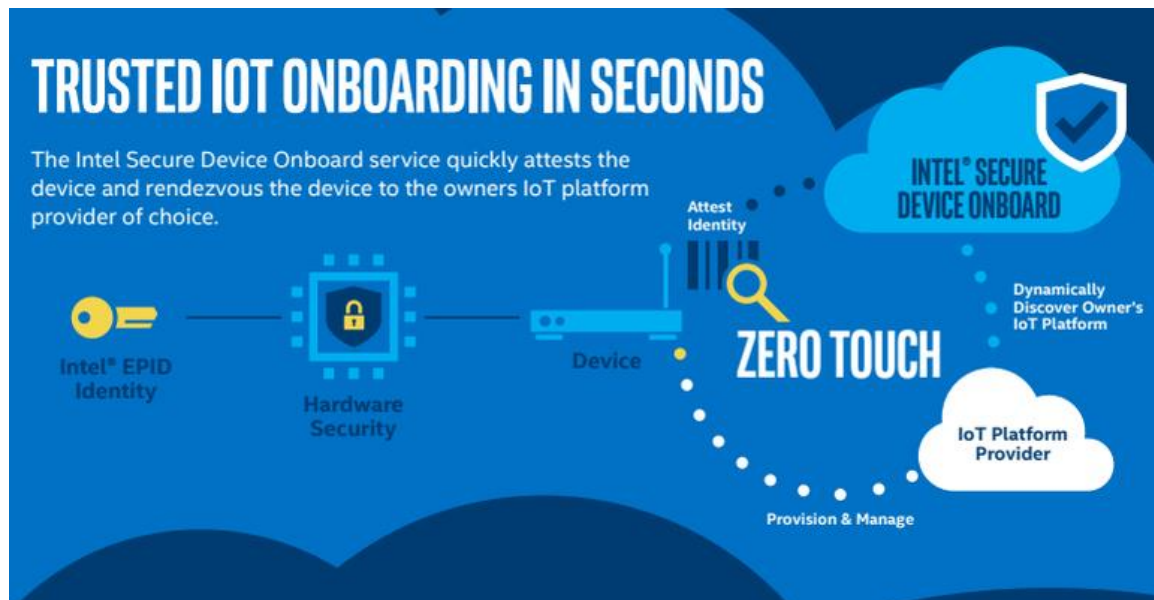 TRUSTED IOT ONBOARDING IN SECONDS
The Intel Secure Device Onboard service quickly attests the
device and rendezvous the device to the owners IoT platform
provider of choice.
INTEL® SECURE
DEVICE ONBOARD
Attest
Identity
Dynamically
Discover Owner's
IoT Platform
ZERO TOUCH
Intel® EPID
Identity
Hardware
Security
Device
IoT Platform
Provider
Provision & Manage